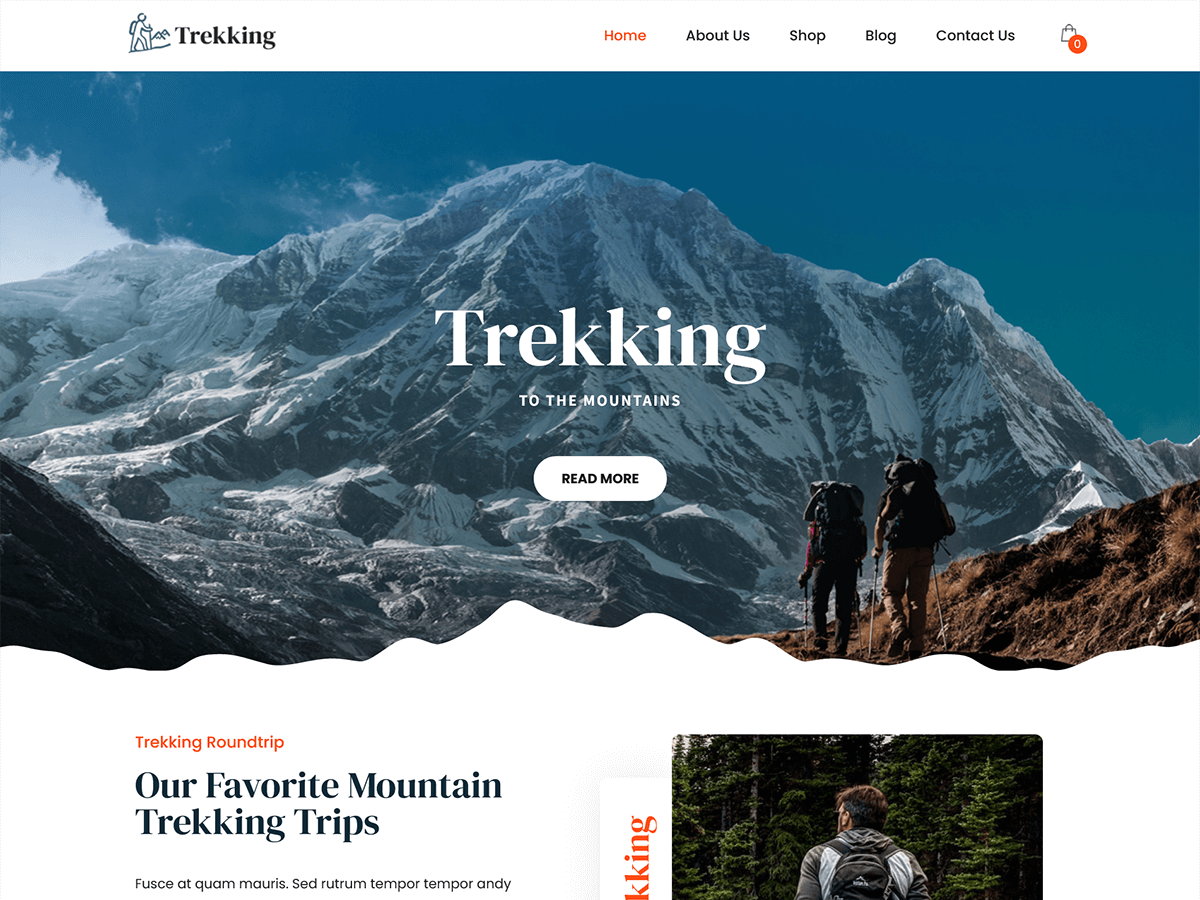 Trekking
Home
About Us
Shop
Blog
Contact Us
0
Trekking
TO THE MOUNTAINS
READ MORE
Trekking Roundtrip
Our Favorite Mountain
Trekking Trips
Fusce at quam mauris. Sed rutrum tempor tempor andy
kking